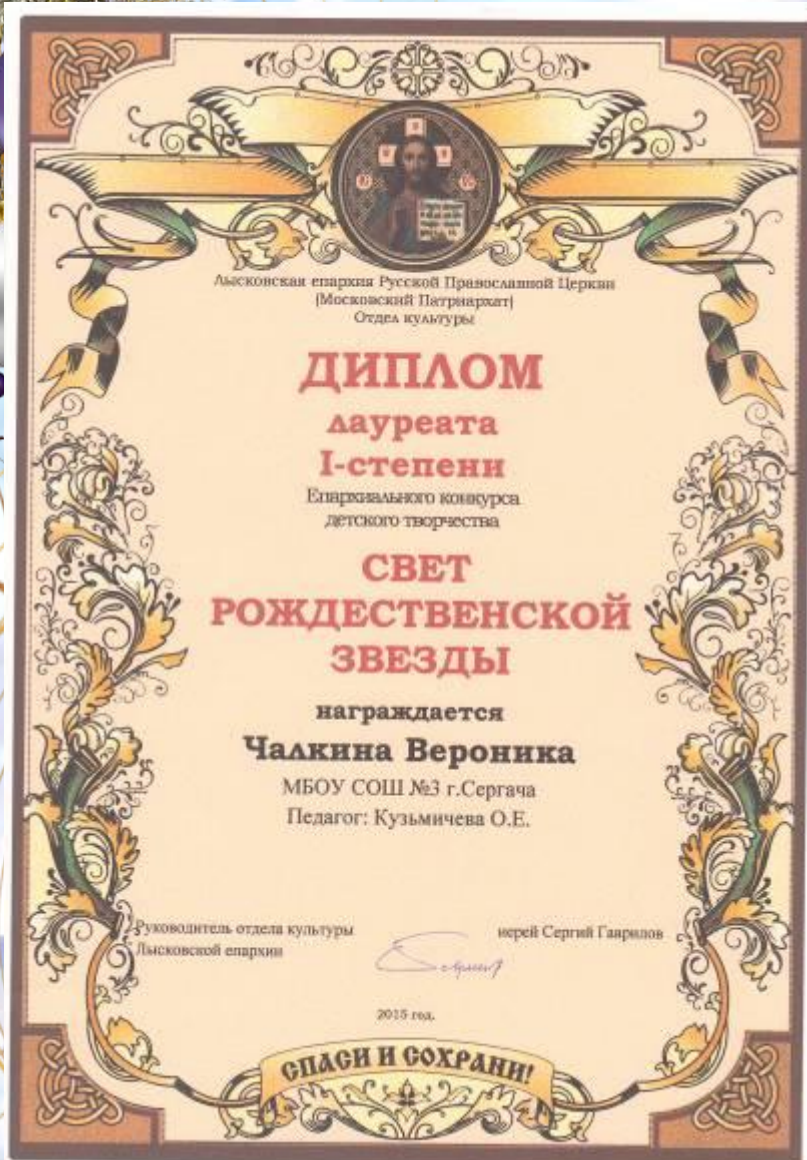 Лысковская епархия Русской Православной Церкви
(Московский Патриархат)
Отдел культуры
ДИПЛОМ
лауреата
I-степени
Епархиального конкурса
детского творчества
СВЕТ
РОЖДЕСТВЕНСКОЙ
ЗВЕЗДЫ
награждается
Чалкина Вероника
МБОУ СОШ №3 г.Сергача
Педагог: Кузьмичева О.Е.
Руководитель отдела культуры
Лысковской епархии
иерей Сергий Гаврилов
2015 год.
СПАСИ И СОХРАНИ!